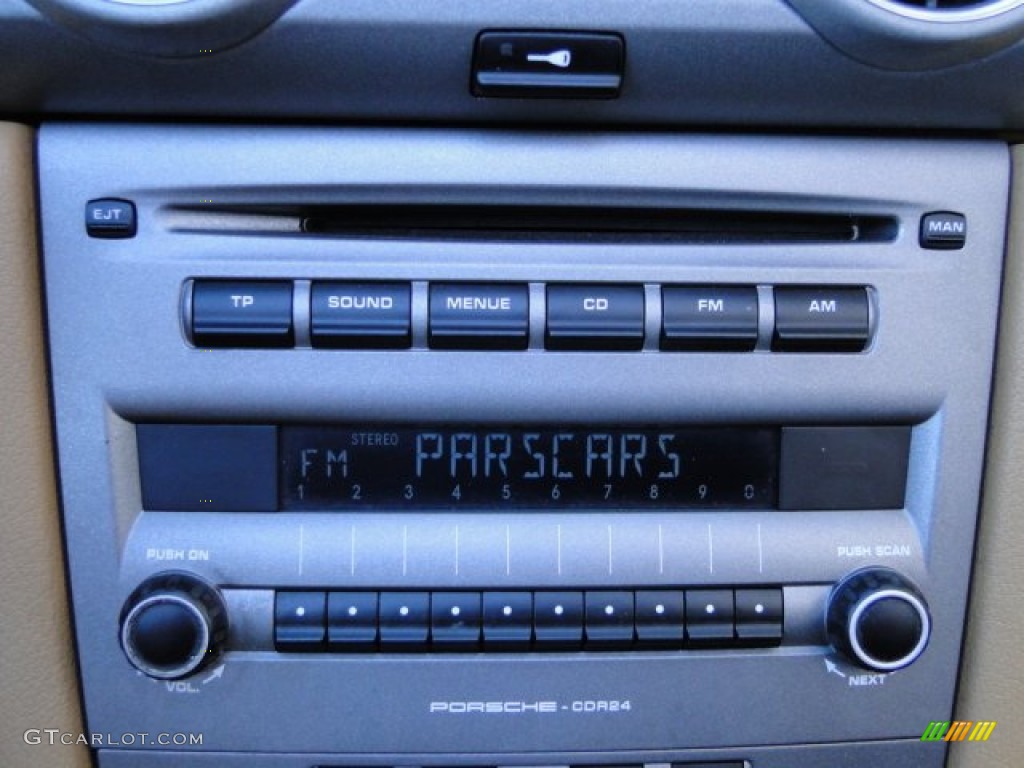 EJT
MAN
TP SOUND MENUE CD FM AM
STEREO
FM PARSCARS
1 2 3 4 5 6 7 8 9 0
PUSH ON
PUSH SCAN
VOL.
NEXT
PORSCHE - CDR24
GTCARLOT.COM